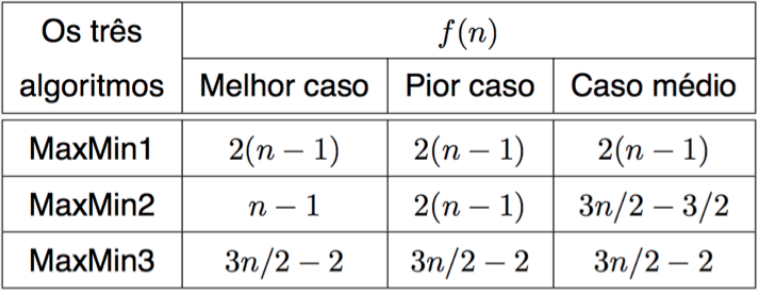 Os três f(n)
algoritmos Melhor caso Pior caso Caso médio
MaxMin1 2(n − 1) 2(n − 1) 2(n − 1)
MaxMin2 n − 1 2(n − 1) 3n/2 − 3/2
MaxMin3 3n/2 − 2 3n/2 − 2 3n/2 − 2